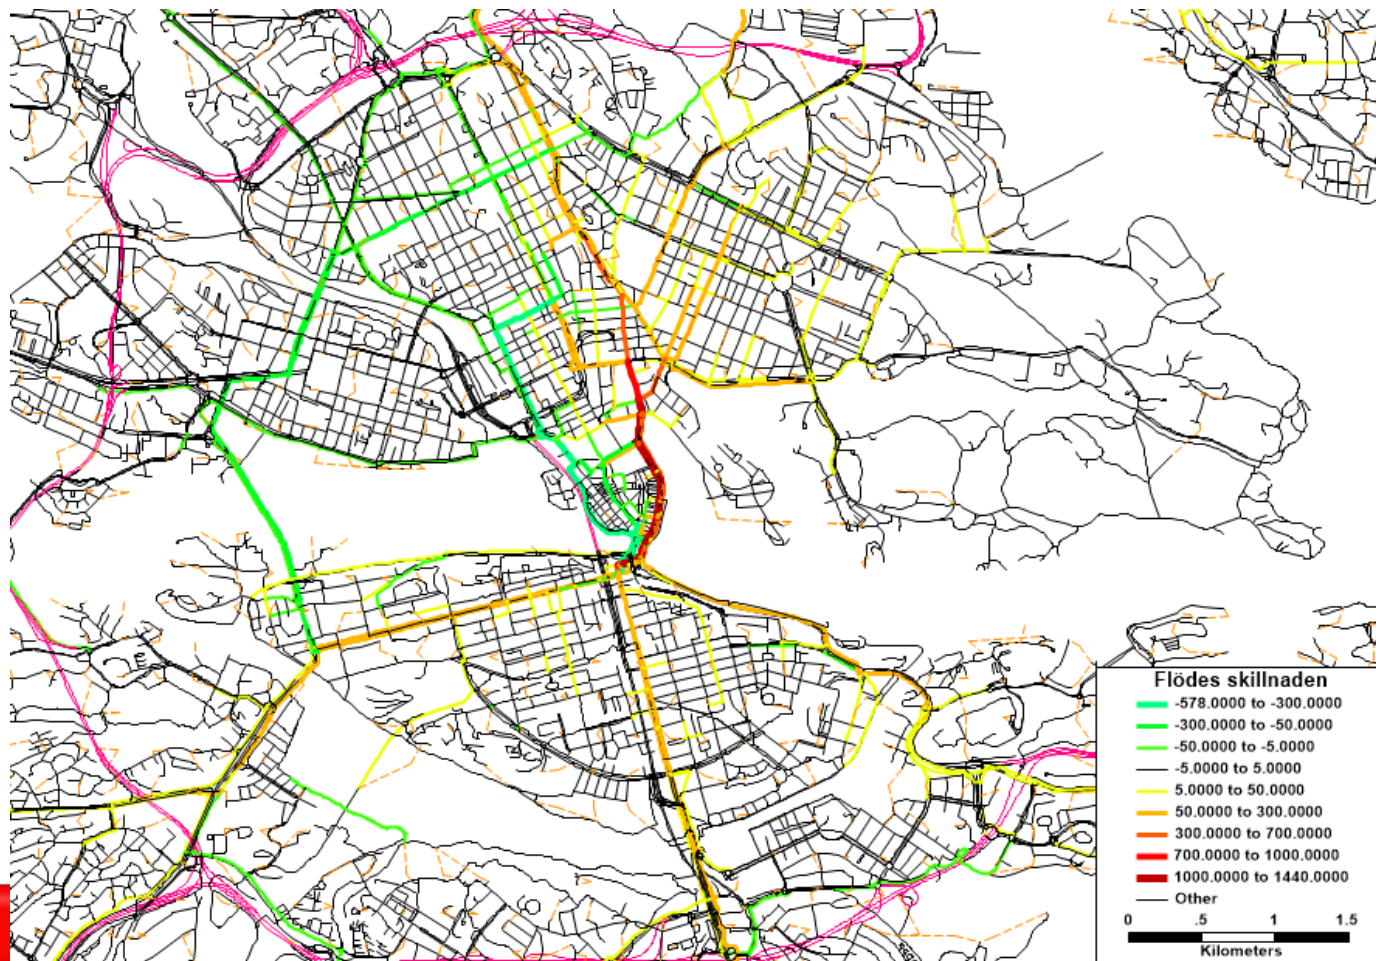 Flödes skillnaden
-578.0000 to -300.0000
-300.0000 to -50.0000
-50.0000 to -5.0000
-5.0000 to 5.0000
5.0000 to 50.0000
50.0000 to 300.0000
300.0000 to 700.0000
700.0000 to 1000.0000
1000.0000 to 1440.0000
Other
0 .5 1 1.5
Kilometers